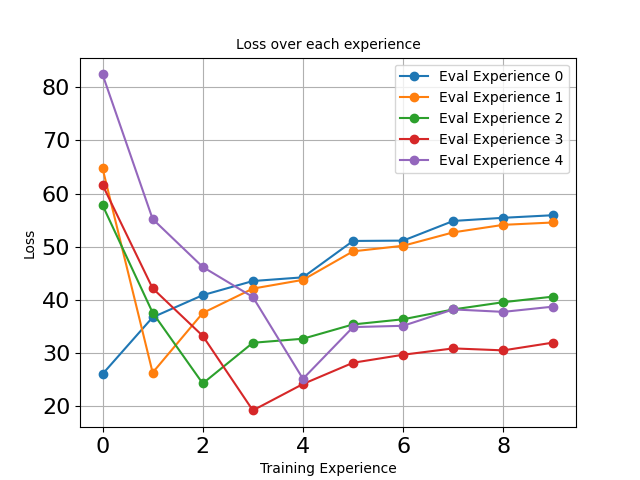 Loss over each experience
Eval Experience 0
Eval Experience 1
Eval Experience 2
Eval Experience 3
Eval Experience 4
80
70
60
50
40
30
20
Loss
0 2 4 6 8
Training Experience